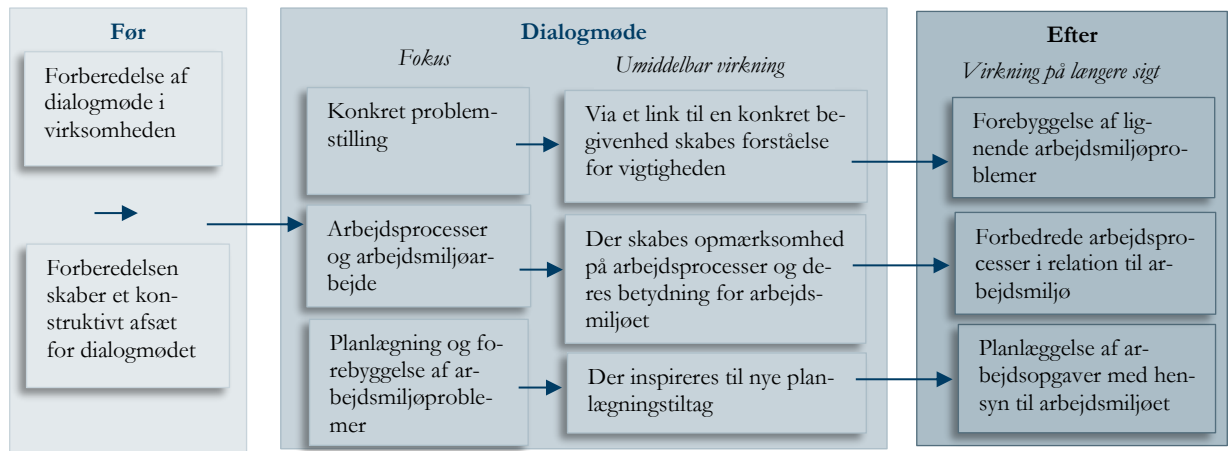 Før
Forberedelse af
dialogmøde i
virksomheden
Forberedelsen
skaber et kon-
struktivt afsæt
for dialogmødet
Dialogmøde
Fokus
Umiddelbar virkning
Konkret problem-
stilling
Via et link til en konkret be-
givenhed skabes forståelse
for vigtigheden
Arbejdsprocesser
og arbejdsmiljøar-
bejde
Der skabes opmærksomhed
på arbejdsprocesser og de-
res betydning for arbejds-
miljøet
Planlægning og fo-
rebyggelse af ar-
bejdsmiljøproble-
mer
Der inspireres til nye plan-
lægningstiltag
Efter
Virkning på længere sigt
Forebyggelse af lig-
nende arbejdsmiljøpro-
blemer
Forbedrede arbejdspro-
cesser i relation til ar-
bejdsmiljø
Planlæggelse af ar-
bejdsopgaver med hen-
syn til arbejdsmiljøet